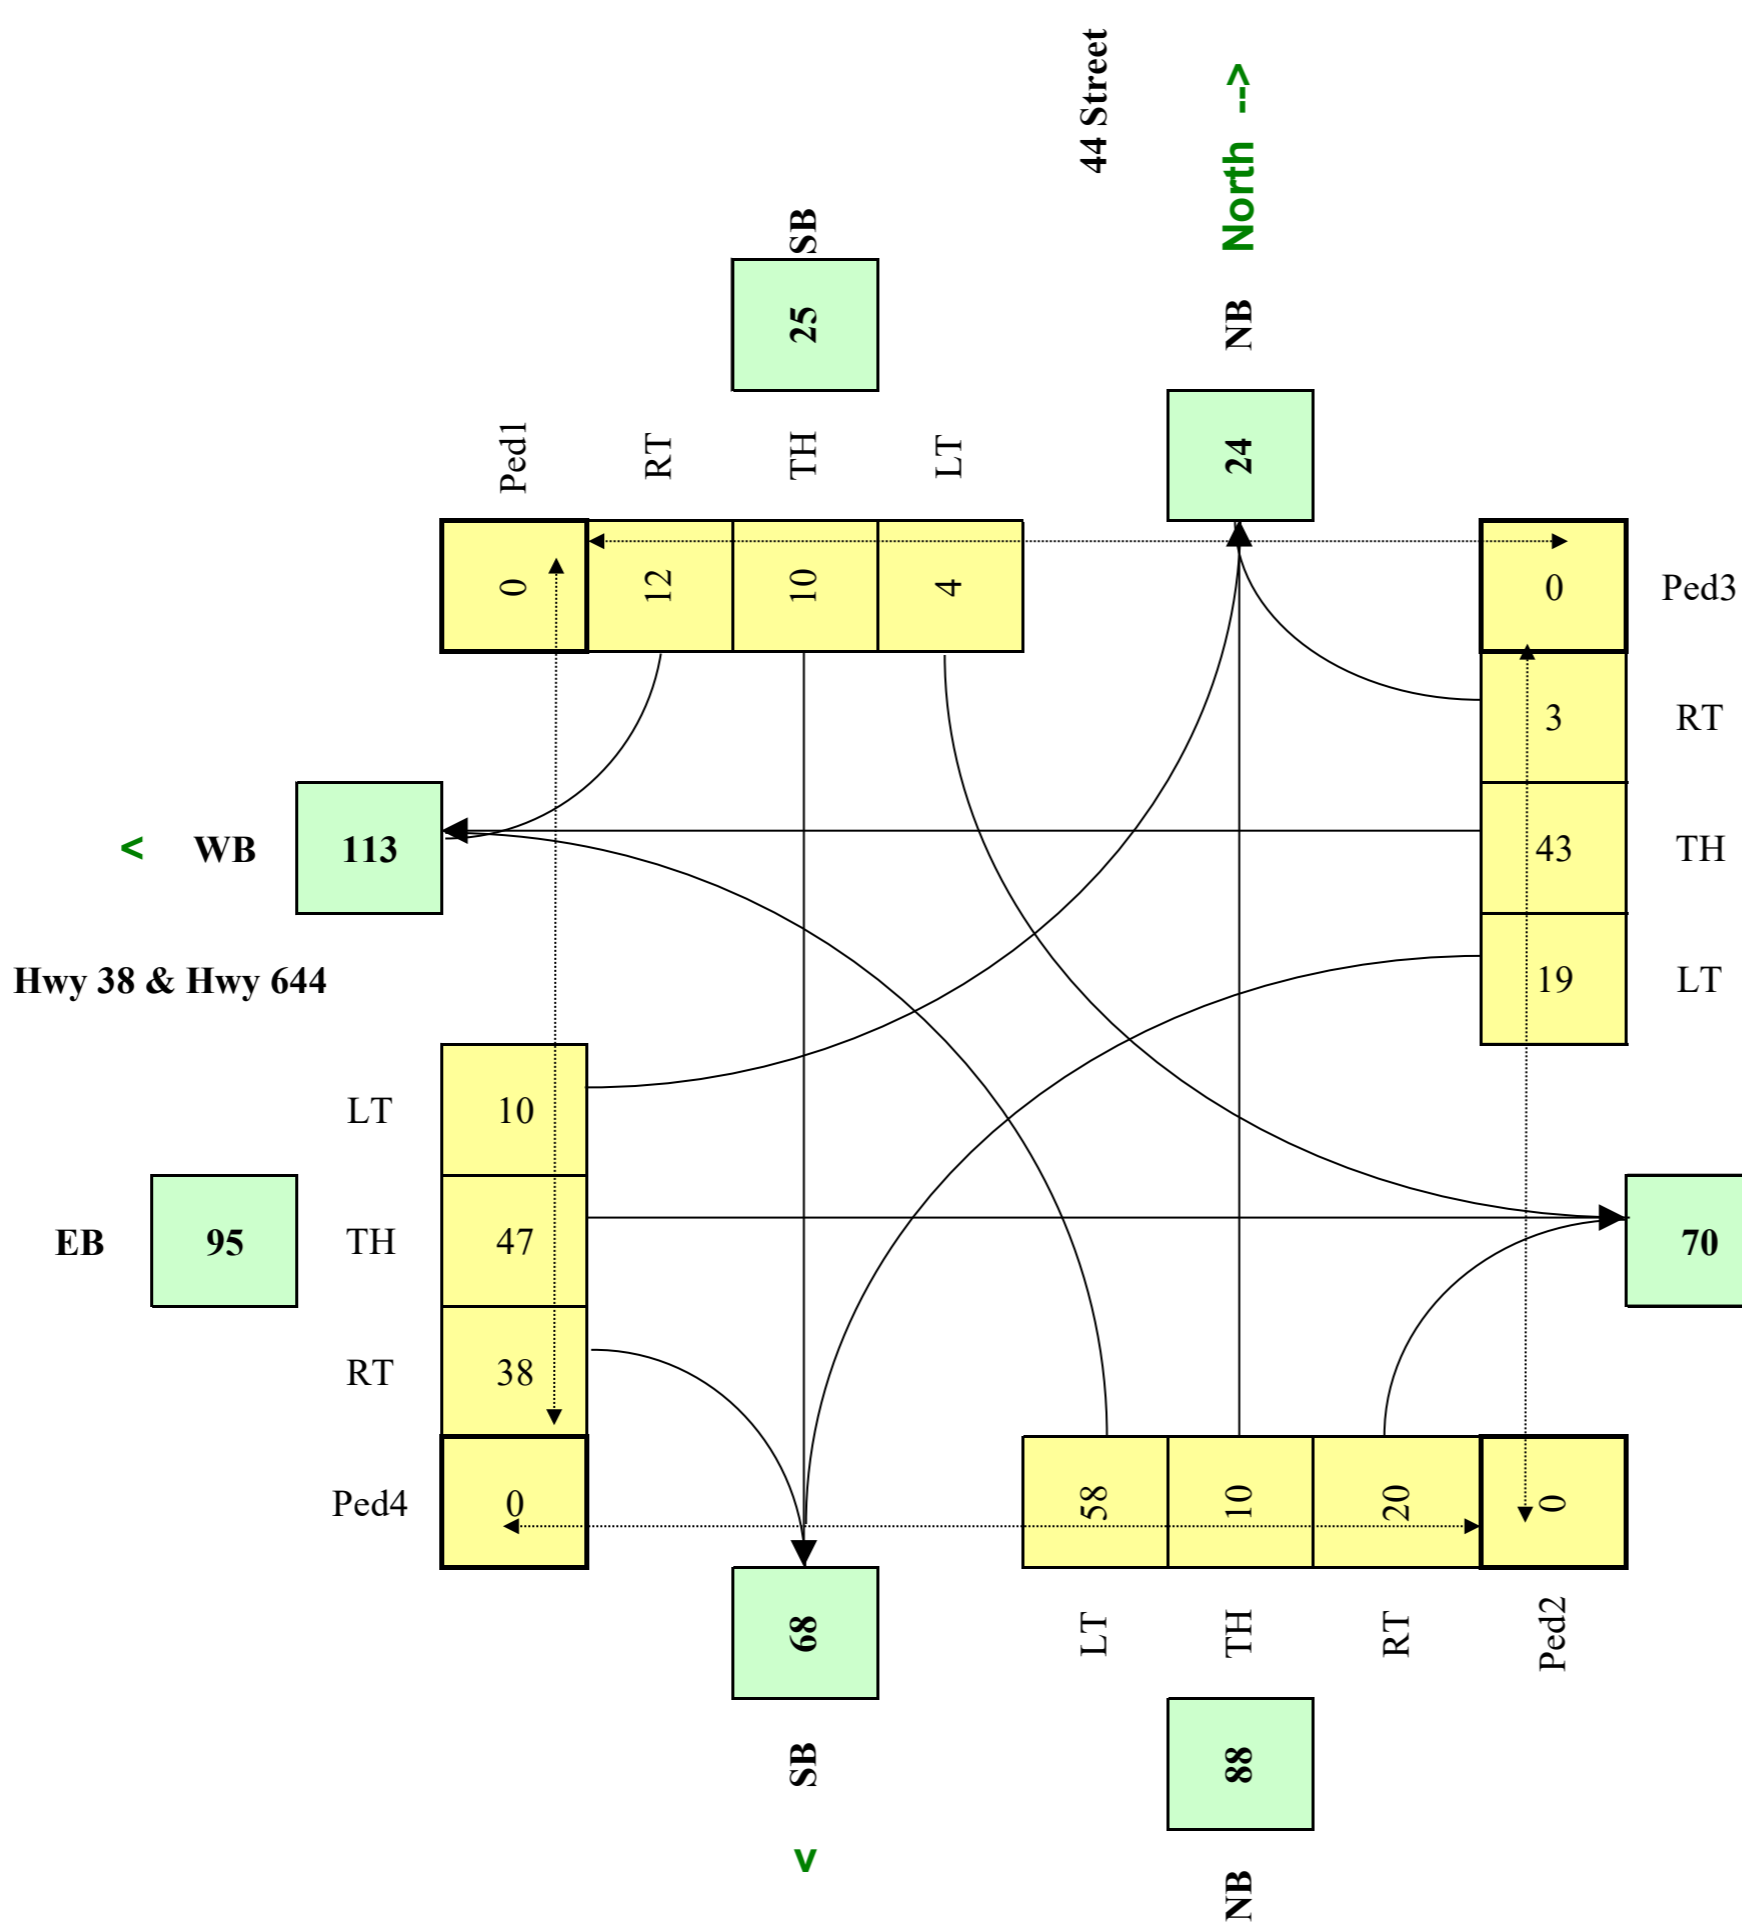 44 Street
North -->
SB
25
NB
24
Ped1
RT
TH
LT
0
12
10
4
0
Ped3
3
RT
43
TH
19
LT
< WB
113
Hwy 38 & Hwy 644
LT
10
EB
95
TH
47
70
RT
38
Ped4
0
58
10
20
0
LT
TH
RT
Ped2
68
SB
<
88
NB